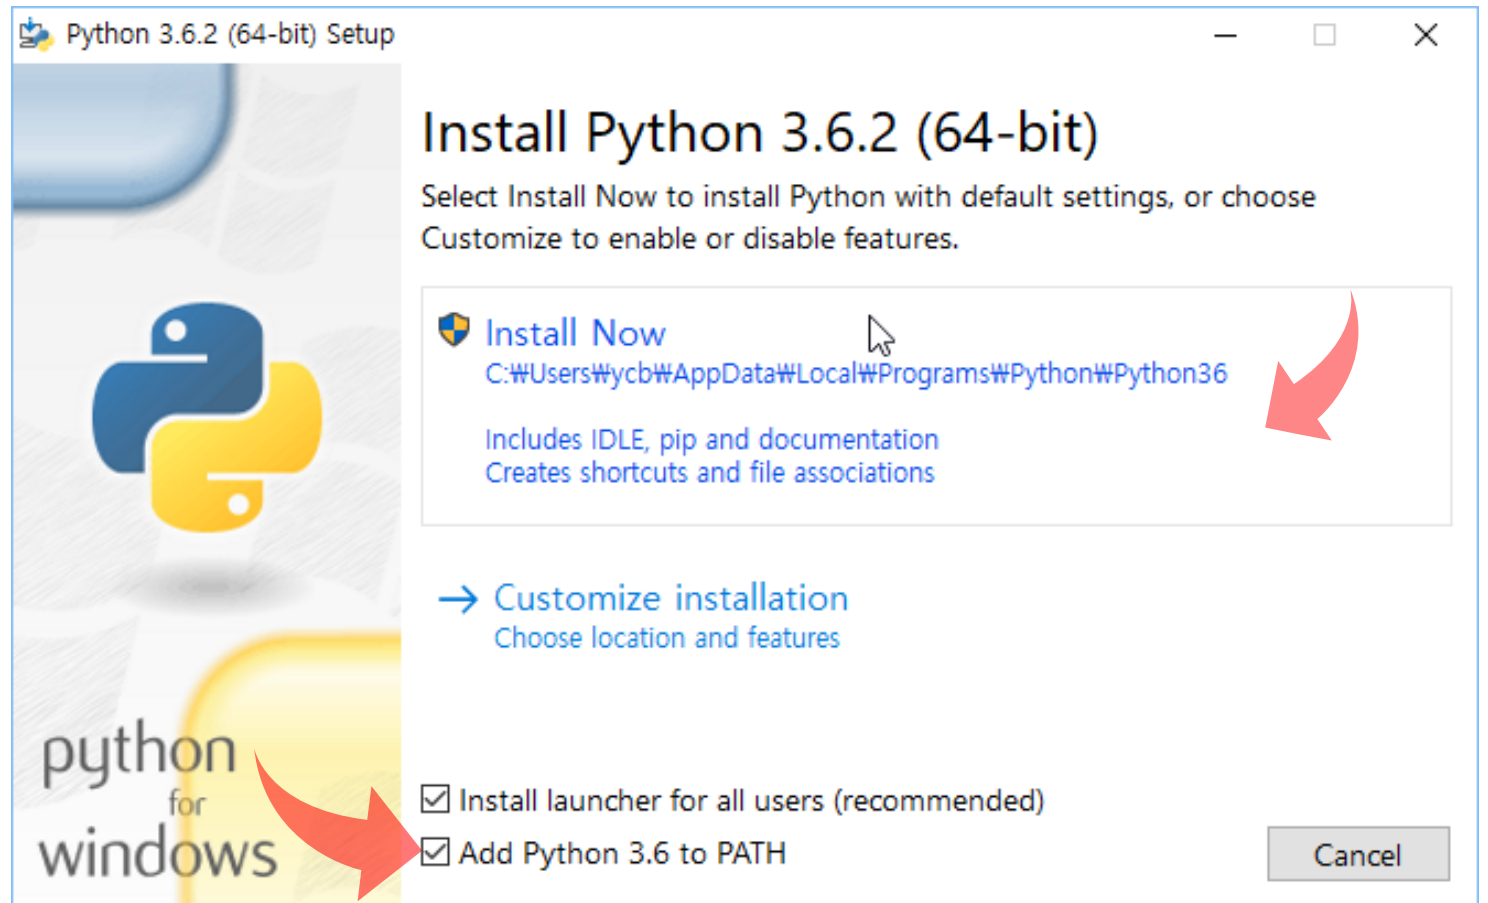 Python 3.6.2 (64-bit) Setup
Install Python 3.6.2 (64-bit)
Select Install Now to install Python with default settings, or choose
Customize to enable or disable features.
Install Now
C:₩Users₩ycb₩AppData₩Local₩Programs₩Python₩Python36
Includes IDLE, pip and documentation
Creates shortcuts and file associations
Customize installation
Choose location and features
python
for
windows
Install launcher for all users (recommended)
Add Python 3.6 to PATH
Cancel